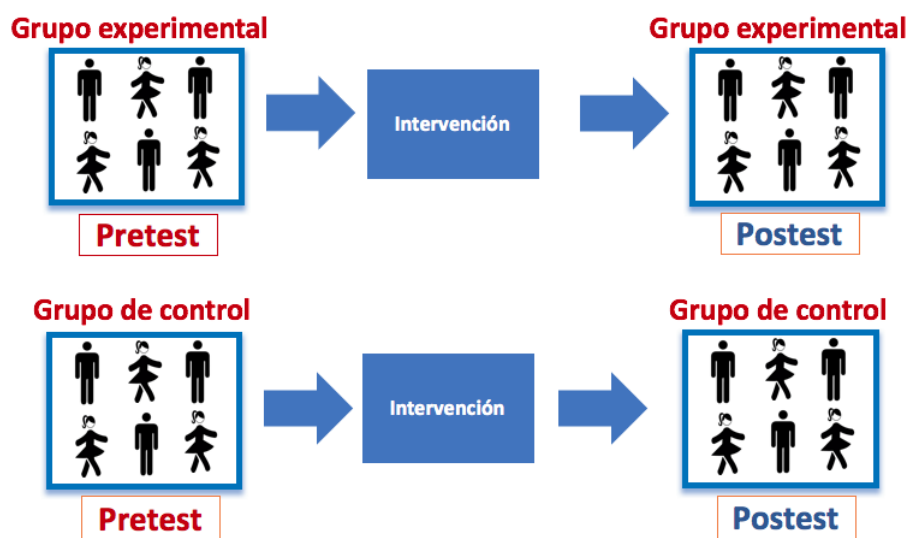 Grupo experimental
Grupo experimental
Intervención
Pretest
Postest
Grupo de control
Grupo de control
Intervención
Pretest
Postest